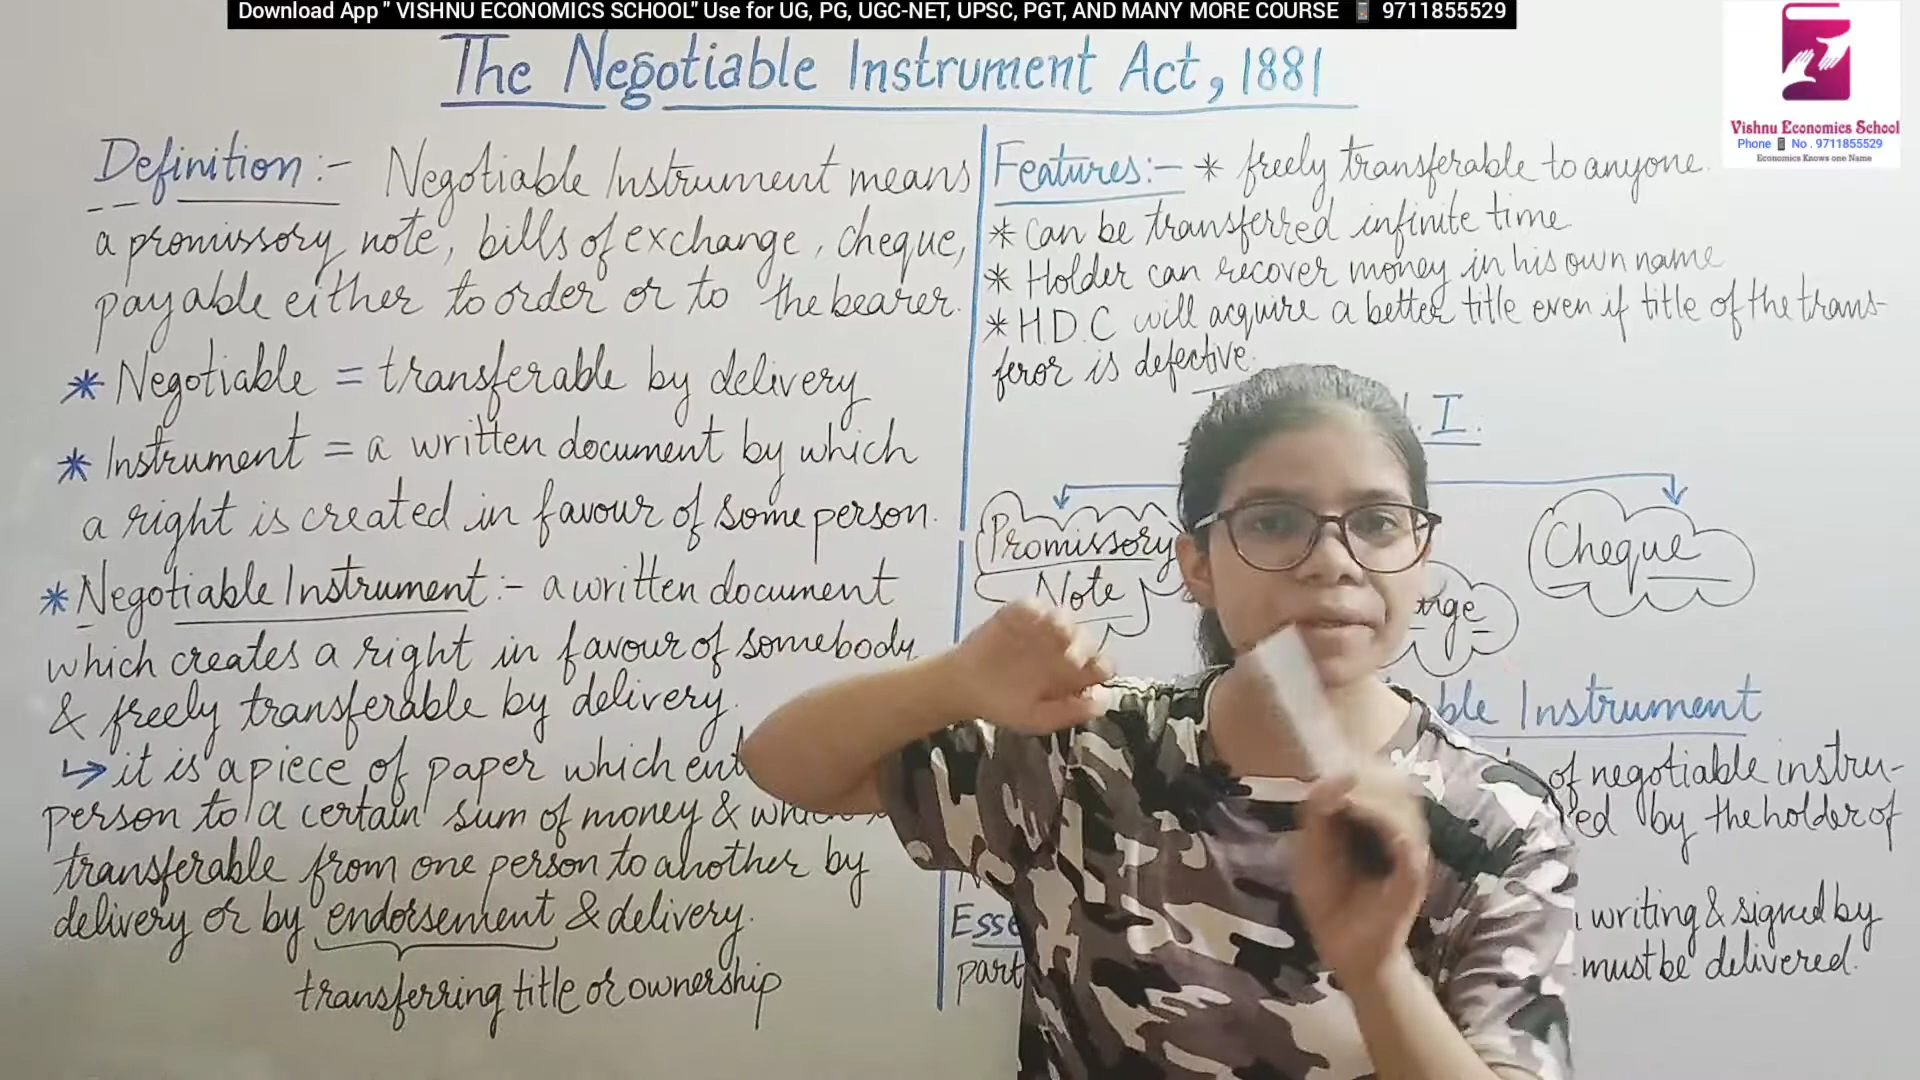 Download App " VISHNU ECONOMICS SCHOOL" Use for UG, PG, UGC-NET, UPSC, PGT, AND MANY MORE COURSE 9711855529
Vishnu Economics School
Phone No . 9711855529
Economics Knows one Name
The Negotiable Instrument Act, 1881
Definition:- Negotiable Instrument means
a promissory note, bills of exchange, cheque,
payable either to order or to the bearer.
* Negotiable = transferable by delivery
* Instrument = a written document by which
a right is created in favour of some person.
* Negotiable Instrument:- a written document
which creates a right in favour of somebody
& freely transferable by delivery.
↳ it is a piece of paper which
person to a certain sum of money &
transferable from one person to another by
delivery or by endorsement & delivery.
transferring title or ownership
Features:- * freely transferable to anyone.
* can be transferred infinite time
* Holder can recover money in his own name
* H.D.C will acquire a better title even if title of the trans-
feror is defective.
.I.
Promissory
Note
Cheque
Instrument
of negotiable instru-
by the holder of
writing & signed by
must be delivered.